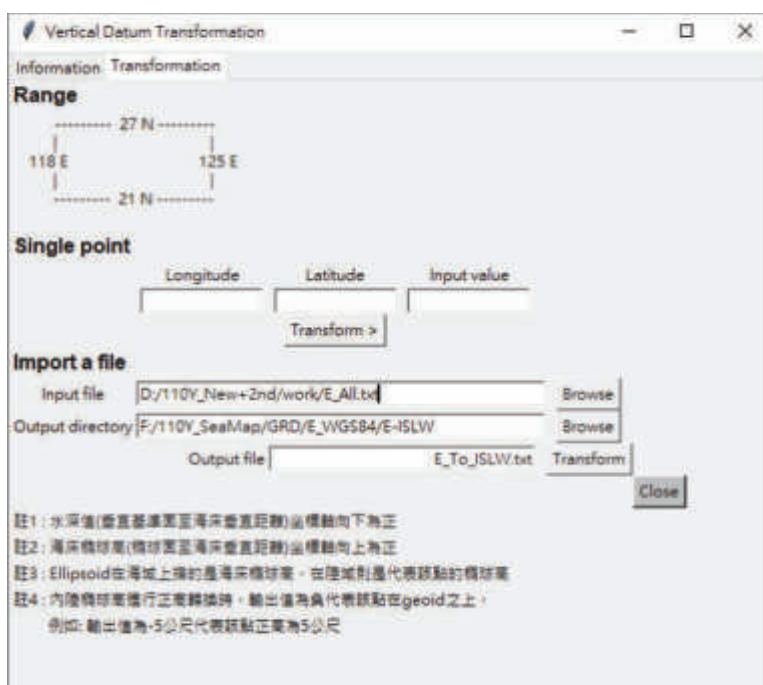 Vertical Datum Transformation
Information Transformation
Range
--------- 27 N ---------
118 E 125 E
--------- 21 N ---------
Single point
Longitude Latitude Input value
Transform >
Import a file
Input file D:/110Y_New+2nd/work/E_All.txt Browse
Output directory F:/110Y_SeaMap/GRD/E_WGS84/E-ISLW Browse
Output file E_To_ISLW.txt Transform
Close
註1 : 水深值(垂直基準面至海床垂直距離)坐標軸向下為正
註2 : 海床橢球高(橢球面至海床垂直距離)坐標軸向上為正
註3 : Ellipsoid在海域上指的是海床橢球高，在陸域則是代表該點的橢球高
註4 : 內陸橢球高進行正高轉換時，輸出值為負代表該點在geoid之上，
例如: 輸出值為-5公尺代表該點正高為5公尺